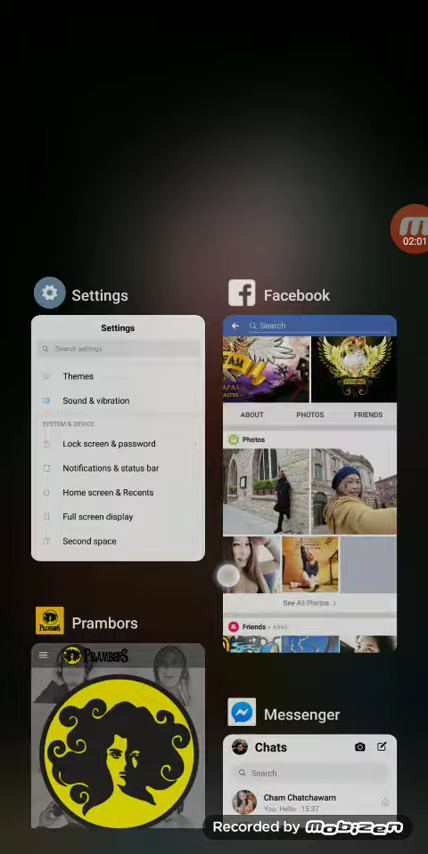 02:01
Settings
Settings
Search settings
Themes
Sound & vibration
SYSTEM & DEVICE
Lock screen & password
Notifications & status bar
Home screen & Recents
Full screen display
Second space
Facebook
Search
FAM
ABOUT
PHOTOS
FRIENDS
Photos
See All Photos
Friends
Prambors
PRAMBORS
Messenger
Chats
Search
Cham Chatchawarn
You: Hello · 15:37
Recorded by mobizen